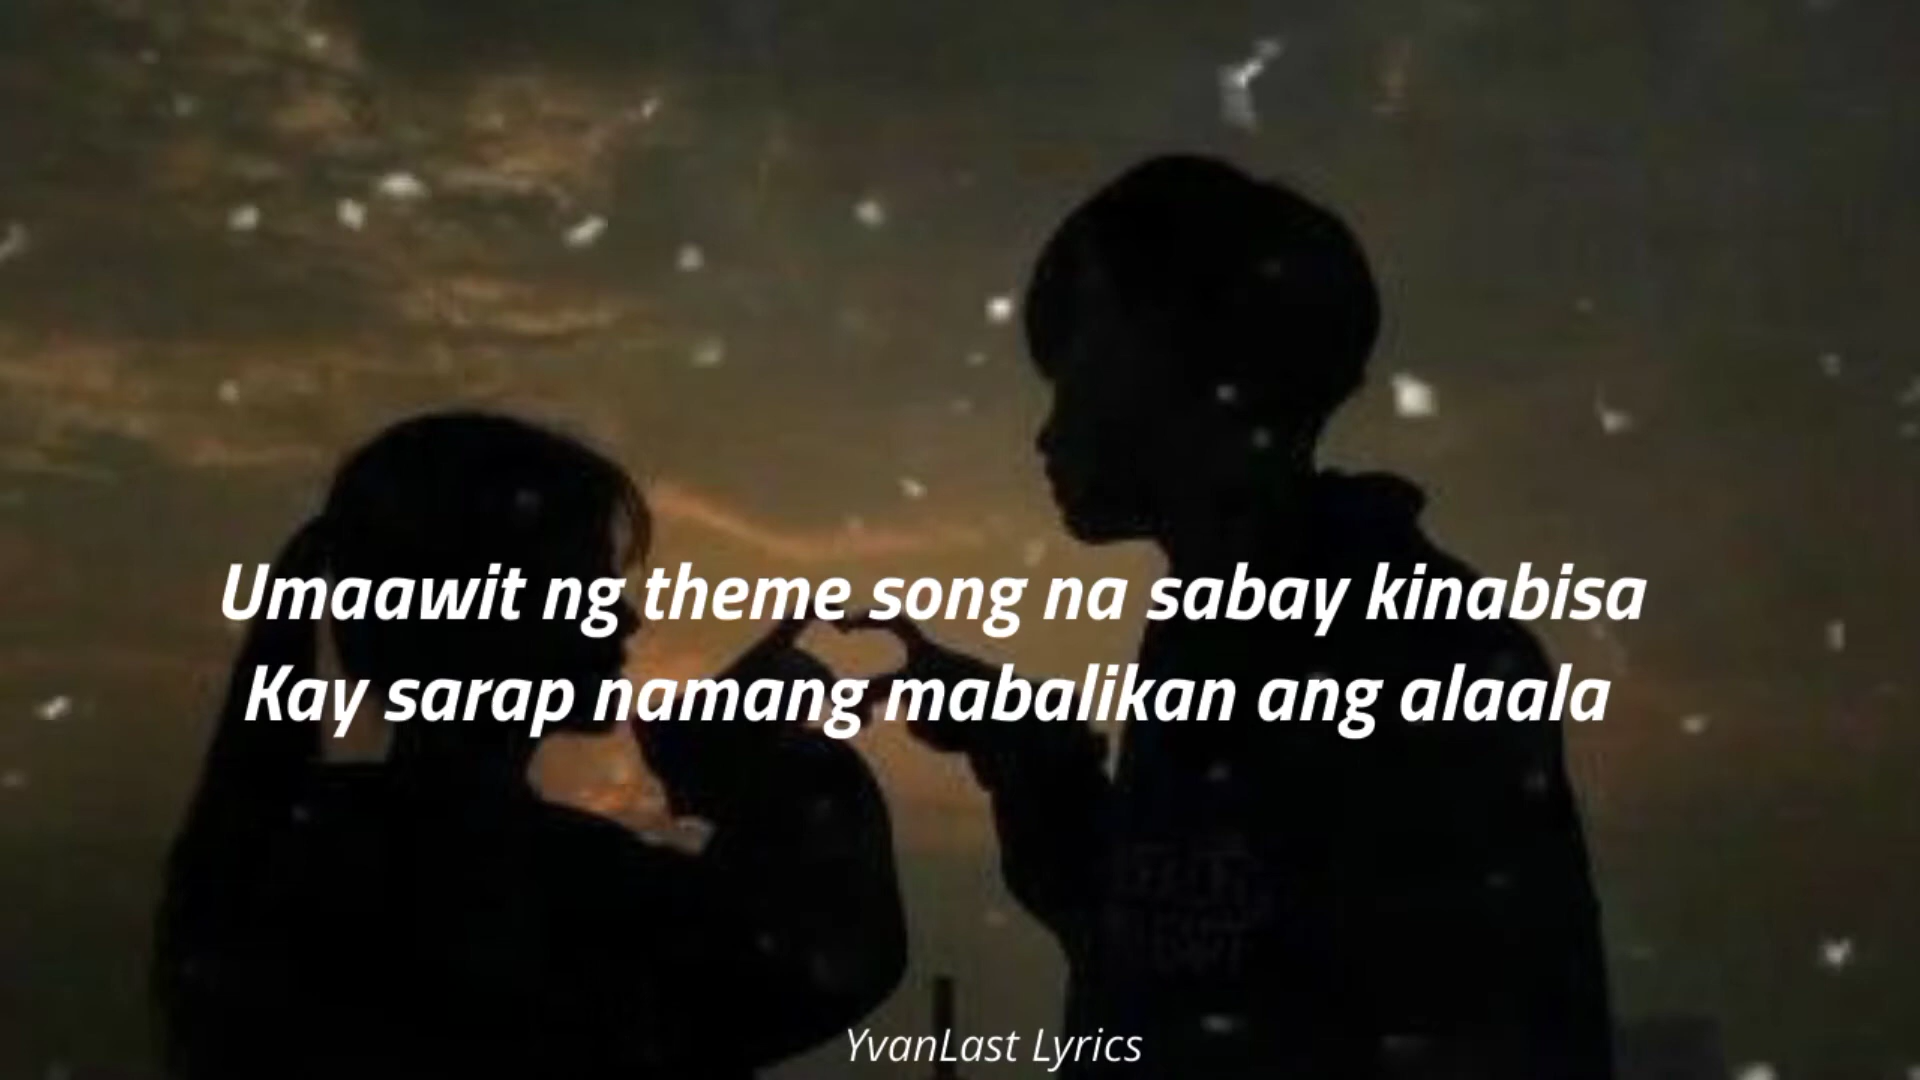 Umaawit ng theme song na sabay kinabisa
Kay sarap namang mabalikan ang alaala
YvanLast Lyrics